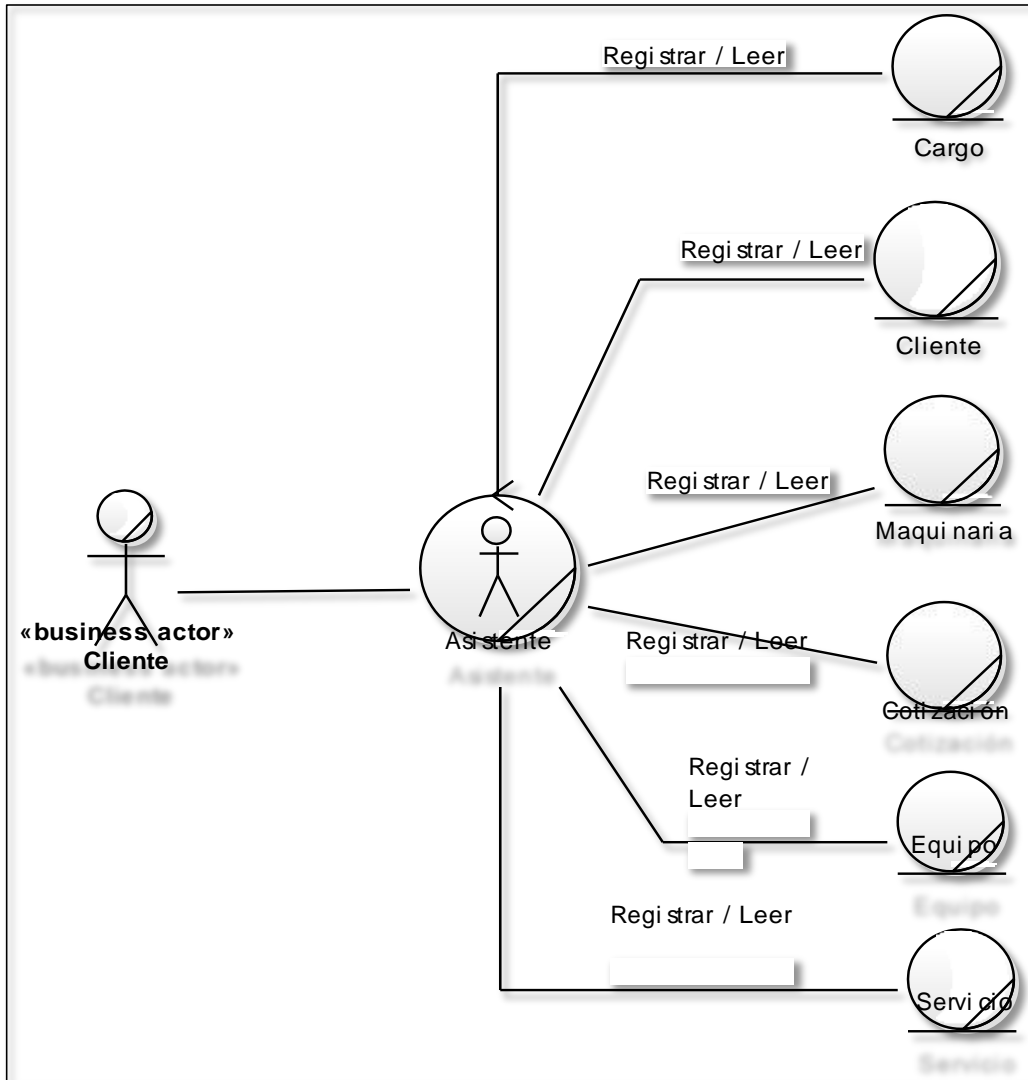 Registrar / Leer
Cargo
Registrar / Leer
Cliente
Registrar / Leer
Maquinaria
«business actor»
Cliente
Asistente
Registrar / Leer
Cotización
Registrar /
Leer
Equipo
Registrar / Leer
Servicio